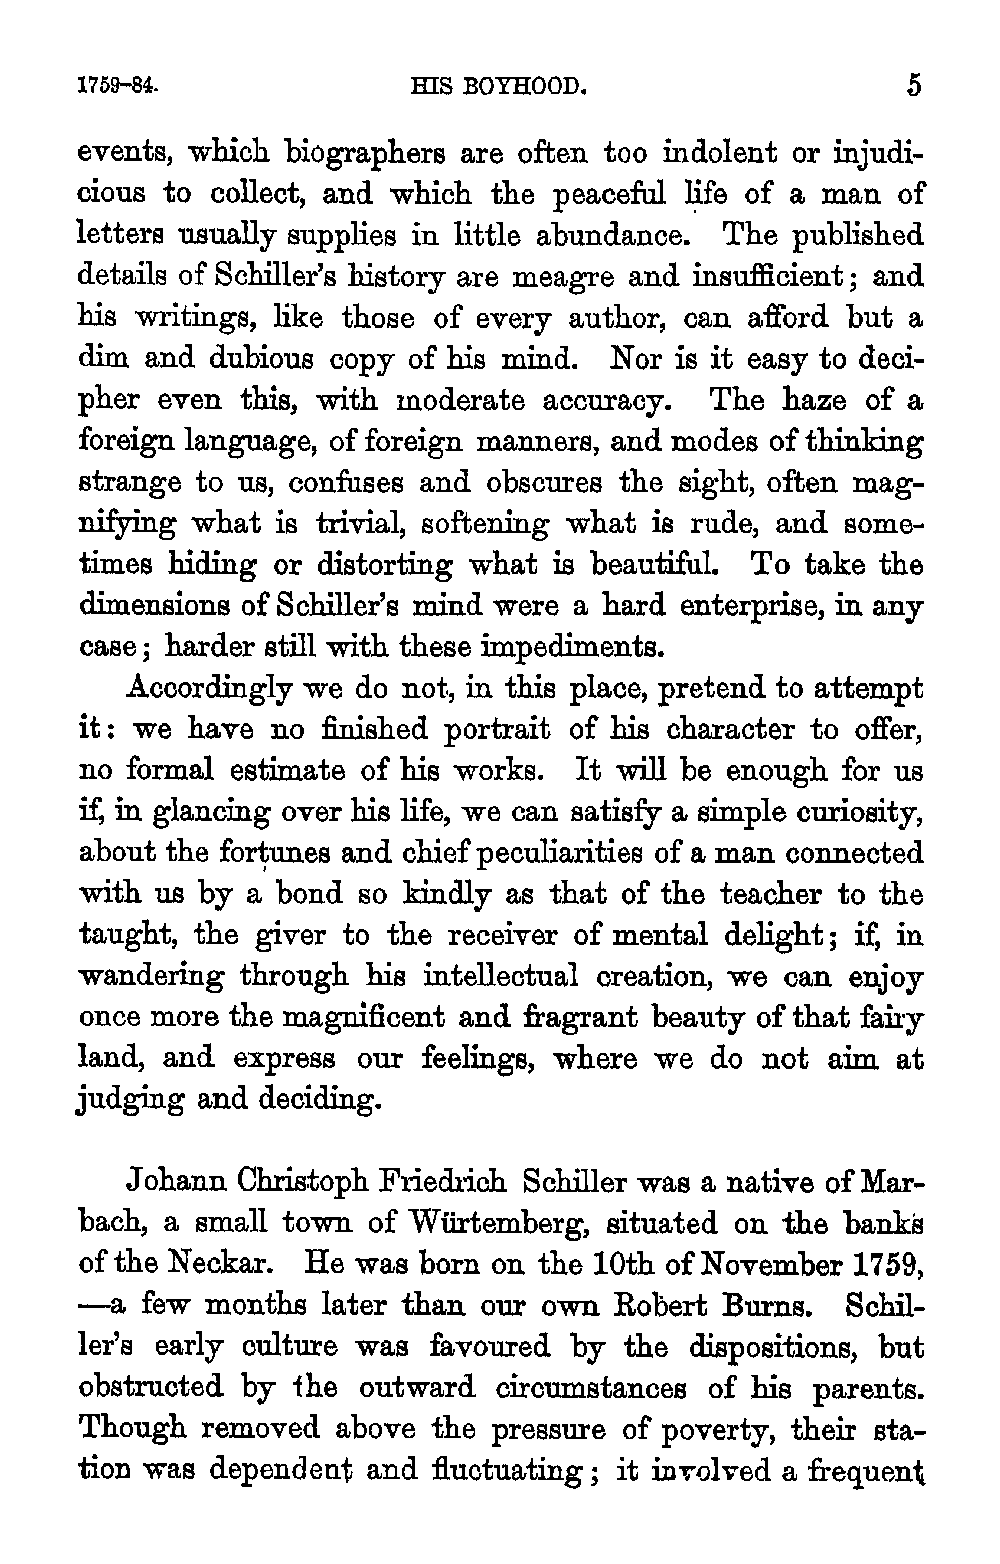 1759-84. HIS BOYHOOD. 5
events, which biographers are often too indolent or injudi-
cious to collect, and which the peaceful life of a man of
letters usually supplies in little abundance. The published
details of Schiller's history are meagre and insufficient; and
his writings, like those of every author, can afford but a
dim and dubious copy of his mind. Nor is it easy to deci-
pher even this, with moderate accuracy. The haze of a
foreign language, of foreign manners, and modes of thinking
strange to us, confuses and obscures the sight, often mag-
nifying what is trivial, softening what is rude, and some-
times hiding or distorting what is beautiful. To take the
dimensions of Schiller's mind were a hard enterprise, in any
case; harder still with these impediments.
Accordingly we do not, in this place, pretend to attempt
it: we have no finished portrait of his character to offer,
no formal estimate of his works. It will be enough for us
if, in glancing over his life, we can satisfy a simple curiosity,
about the fortunes and chief peculiarities of a man connected
with us by a bond so kindly as that of the teacher to the
taught, the giver to the receiver of mental delight; if, in
wandering through his intellectual creation, we can enjoy
once more the magnificent and fragrant beauty of that fairy
land, and express our feelings, where we do not aim at
judging and deciding.
Johann Christoph Friedrich Schiller was a native of Mar-
bach, a small town of Würtemberg, situated on the banks
of the Neckar. He was born on the 10th of November 1759,
—a few months later than our own Robert Burns. Schil-
ler's early culture was favoured by the dispositions, but
obstructed by the outward circumstances of his parents.
Though removed above the pressure of poverty, their sta-
tion was dependent and fluctuating; it involved a frequent